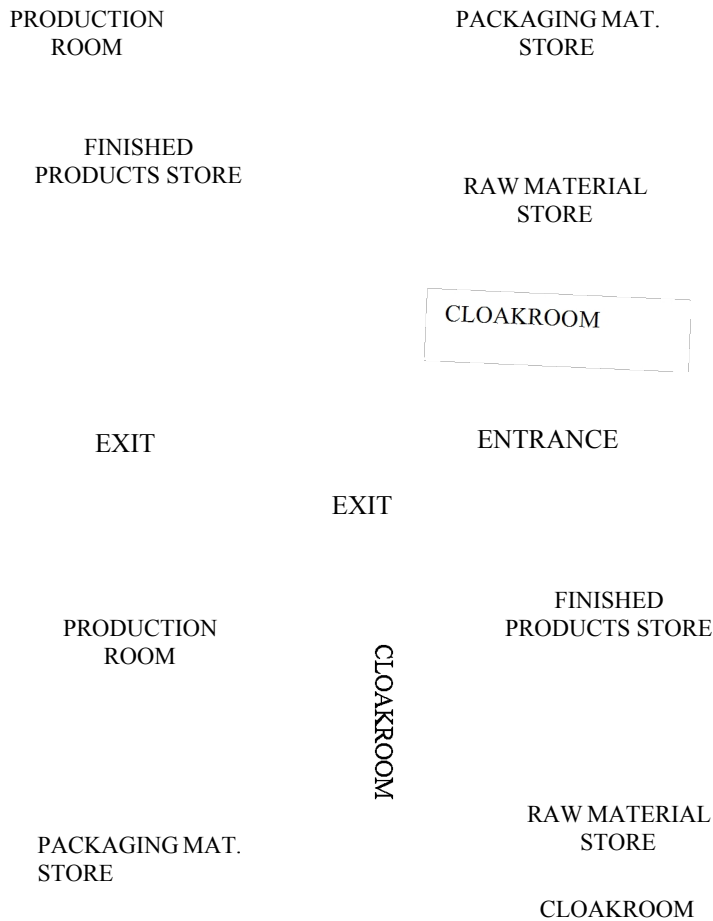 PRODUCTION
ROOM
PACKAGING MAT.
STORE
FINISHED
PRODUCTS STORE
RAW MATERIAL
STORE
CLOAKROOM
EXIT
ENTRANCE
EXIT
PRODUCTION
ROOM
FINISHED
PRODUCTS STORE
CLOAKROOM
PACKAGING MAT.
STORE
RAW MATERIAL
STORE
CLOAKROOM